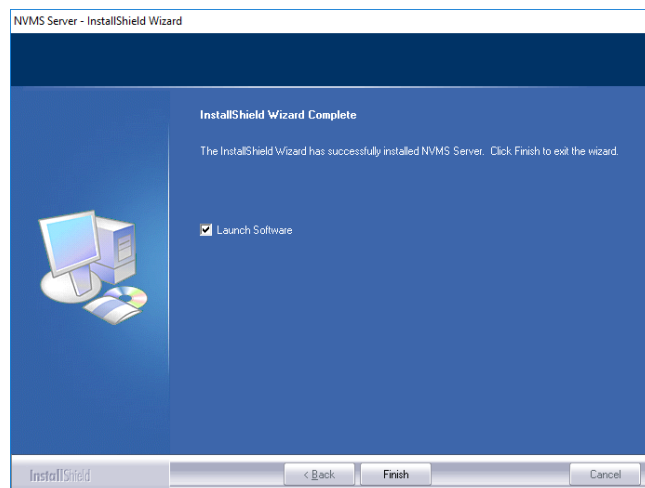 NVMS Server - InstallShield Wizard
InstallShield Wizard Complete
The InstallShield Wizard has successfully installed NVMS Server. Click Finish to exit the wizard.
Launch Software
InstallShield
< Back
Finish
Cancel